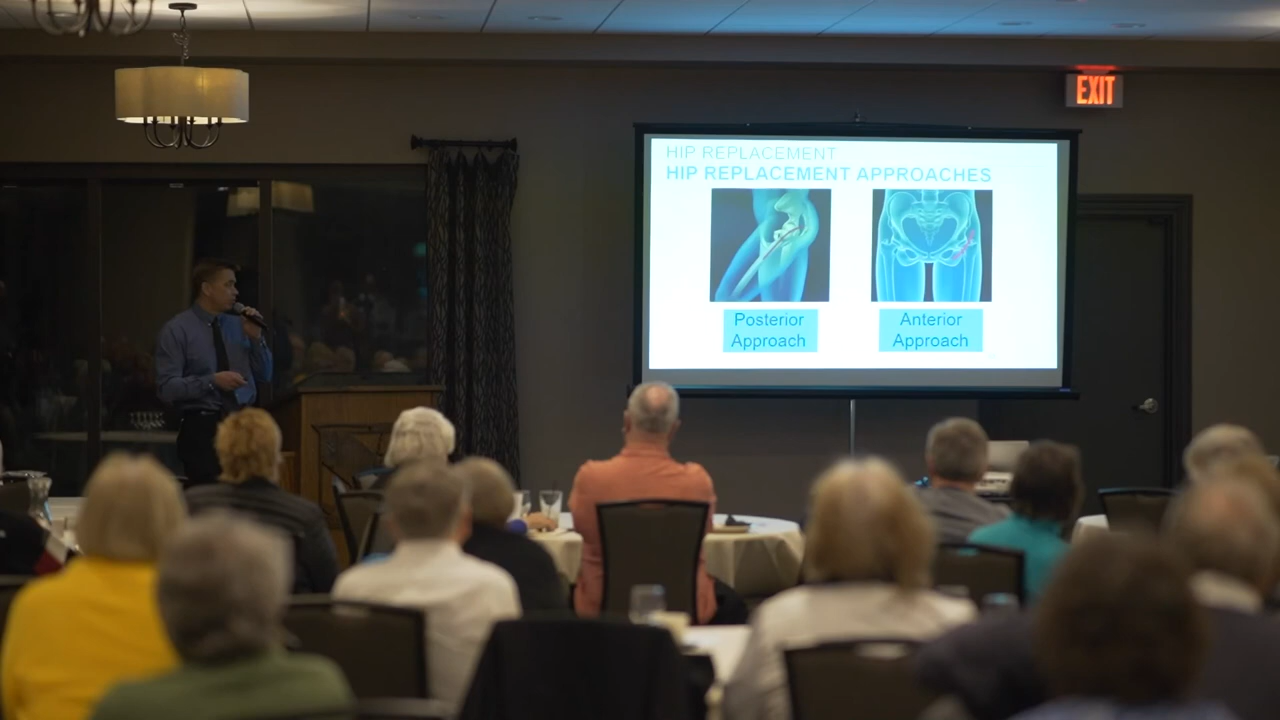 EXIT
HIP REPLACEMENT
HIP REPLACEMENT APPROACHES
Posterior
Approach
Anterior
Approach